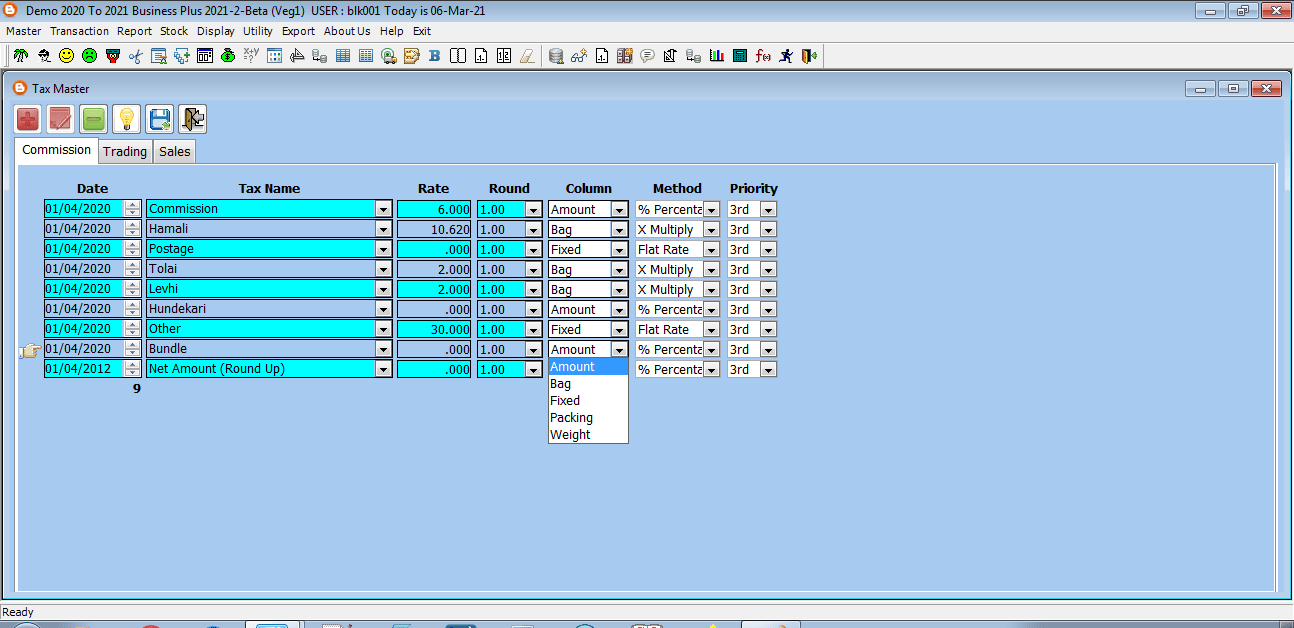 Demo 2020 To 2021 Business Plus 2021-2-Beta (Veg1) USER : blk001 Today is 06-Mar-21
Master Transaction Report Stock Display Utility Export About Us Help Exit
Tax Master
Commission Trading Sales
Date Tax Name Rate Round Column Method Priority
01/04/2020 Commission 6.000 1.00 Amount % Percenta 3rd
01/04/2020 Hamali 10.620 1.00 Bag X Multiply 3rd
01/04/2020 Postage .000 1.00 Fixed Flat Rate 3rd
01/04/2020 Tolai 2.000 1.00 Bag X Multiply 3rd
01/04/2020 Levhi 2.000 1.00 Bag X Multiply 3rd
01/04/2020 Hundekari .000 1.00 Amount % Percenta 3rd
01/04/2020 Other 30.000 1.00 Fixed Flat Rate 3rd
01/04/2020 Bundle .000 1.00 Amount % Percenta 3rd
01/04/2012 Net Amount (Round Up) .000 1.00 % Percenta 3rd
9
Amount
Bag
Fixed
Packing
Weight
Ready